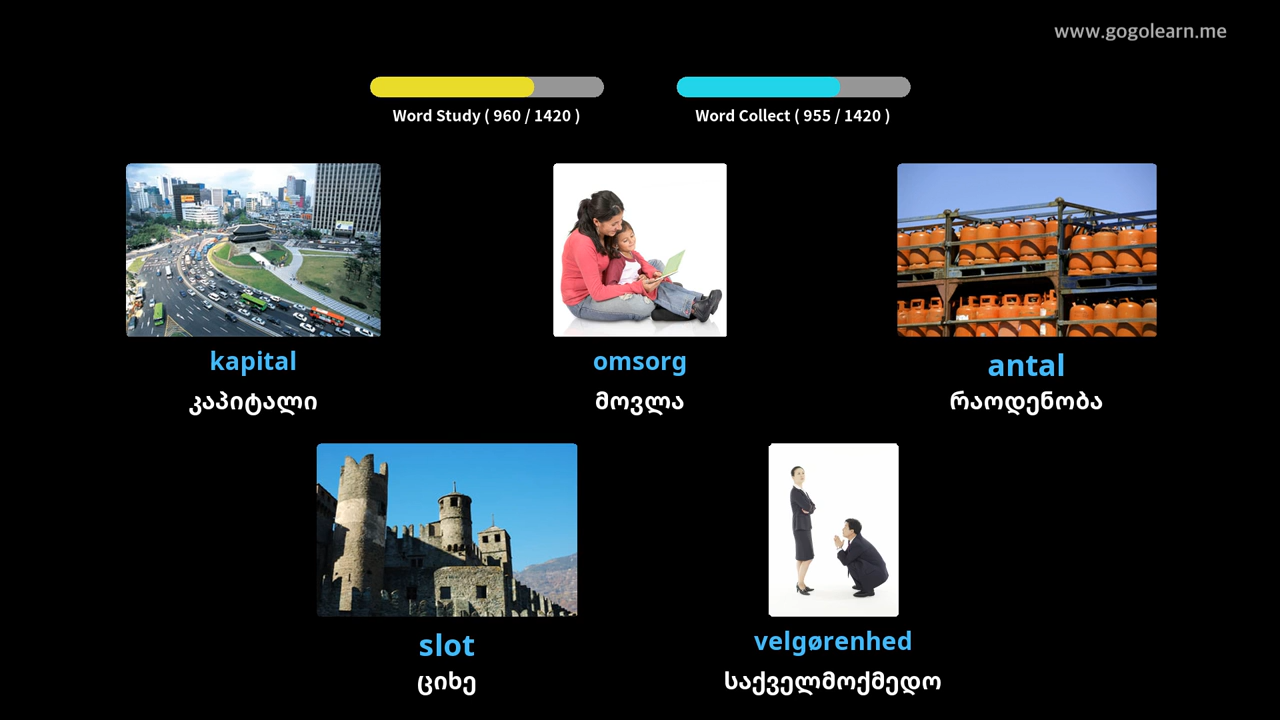 www.gogolearn.me
Word Study ( 960 / 1420 )
Word Collect ( 955 / 1420 )
kapital
კაპიტალი
omsorg
მოვლა
antal
რაოდენობა
slot
ციხე
velgørenhed
საქველმოქმედო